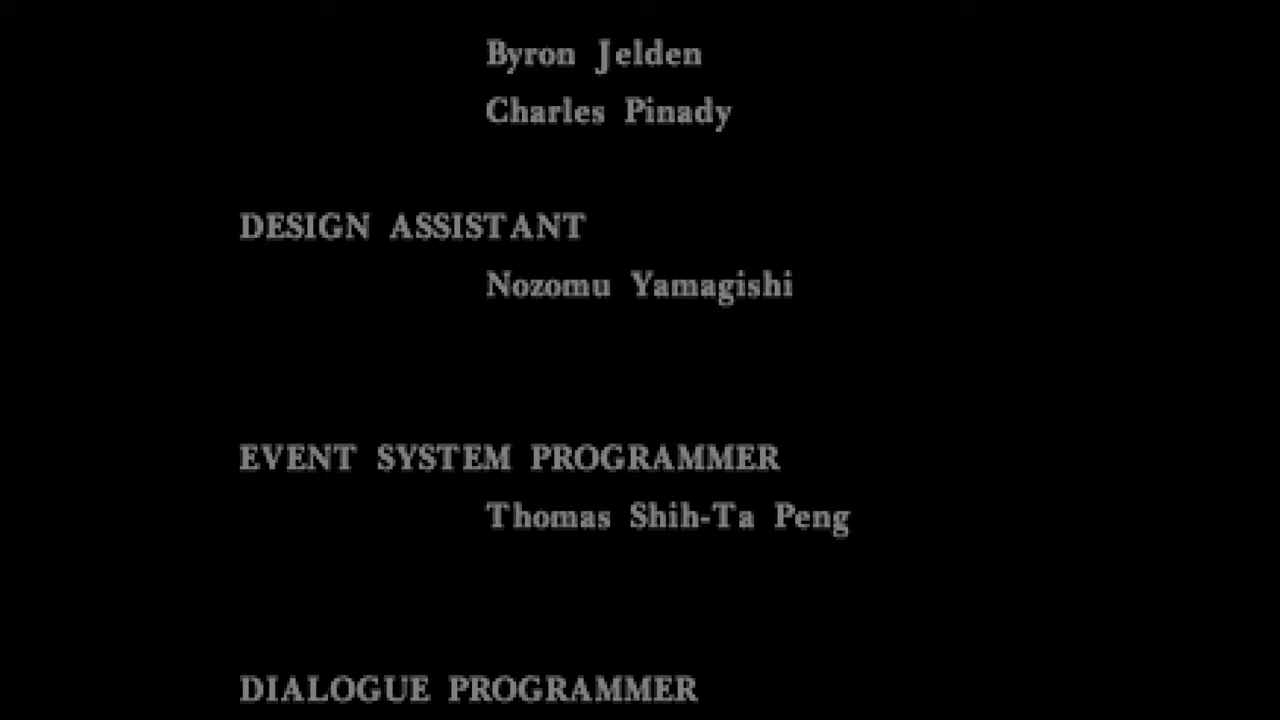 Byron Jelden
Charles Pinady
DESIGN ASSISTANT
Nozomu Yamagishi
EVENT SYSTEM PROGRAMMER
Thomas Shih-Ta Peng
DIALOGUE PROGRAMMER